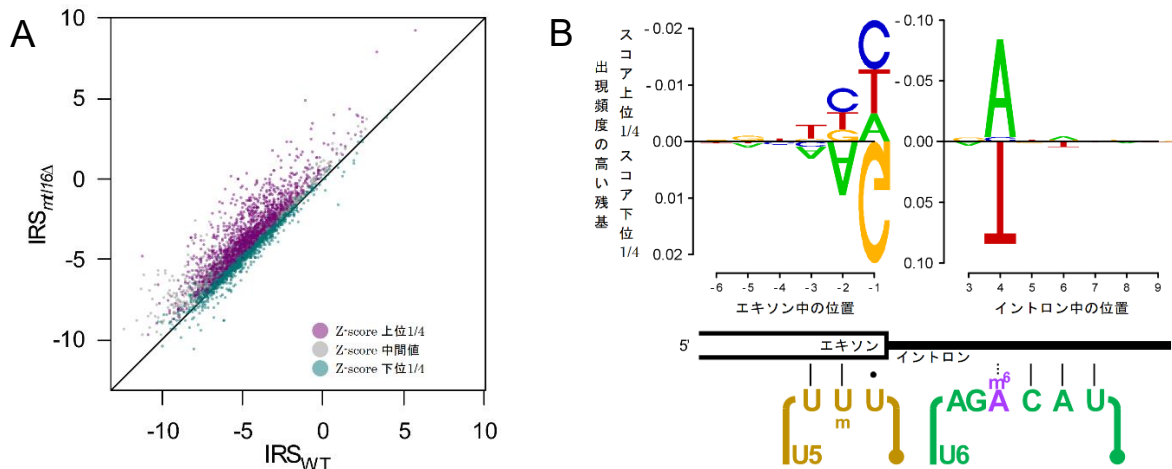 A
10
5
0
-5
-10
IRSmtl16Δ
-10
-5
0
5
10
IRSWT
Z-score 上位1/4
Z-score 中間値
Z-score 下位1/4
B
出現頻度の高い残基
スコア上位1/4
スコア下位1/4
-0.02
-0.01
0.00
0.01
0.02
C
T
A
G
C
T
G
A
T
A
-6
-5
-4
-3
-2
-1
エキソン中の位置
-0.10
-0.05
0.00
0.05
0.10
A
T
3
4
5
6
7
8
9
イントロン中の位置
5'
エキソン
イントロン
U U U
m
U5
m6
AGA C A U
U6